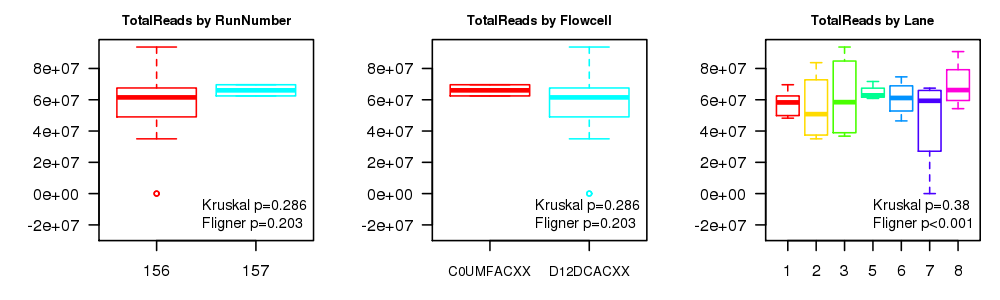 TotalReads by RunNumber
8e+07
6e+07
4e+07
2e+07
0e+00
-2e+07
Kruskal p=0.286
Fligner p=0.203
156 157
TotalReads by Flowcell
8e+07
6e+07
4e+07
2e+07
0e+00
-2e+07
Kruskal p=0.286
Fligner p=0.203
C0UMFACXX D12DCACXX
TotalReads by Lane
8e+07
6e+07
4e+07
2e+07
0e+00
-2e+07
Kruskal p=0.38
Fligner p<0.001
1 2 3 5 6 7 8